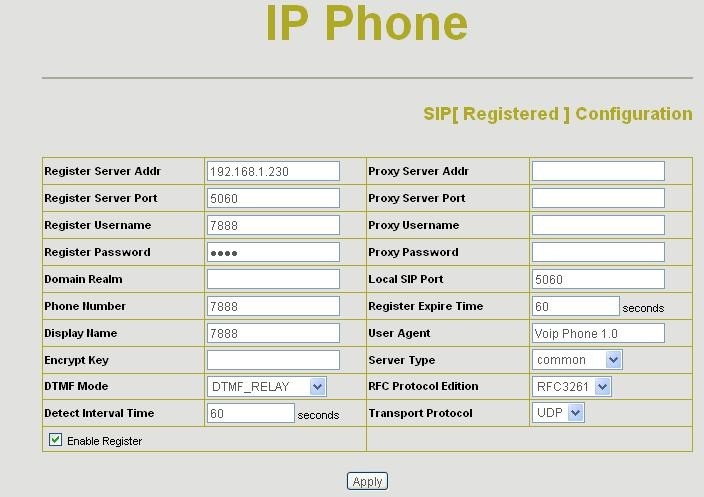 IP Phone
SIP[ Registered ] Configuration
Register Server Addr 192.168.1.230 Proxy Server Addr
Register Server Port 5060 Proxy Server Port
Register Username 7888 Proxy Username
Register Password •••• Proxy Password
Domain Realm Local SIP Port 5060
Phone Number 7888 Register Expire Time 60 seconds
Display Name 7888 User Agent Voip Phone 1.0
Encrypt Key Server Type common
DTMF Mode DTMF_RELAY RFC Protocol Edition RFC3261
Detect Interval Time 60 seconds Transport Protocol UDP
Enable Register
Apply